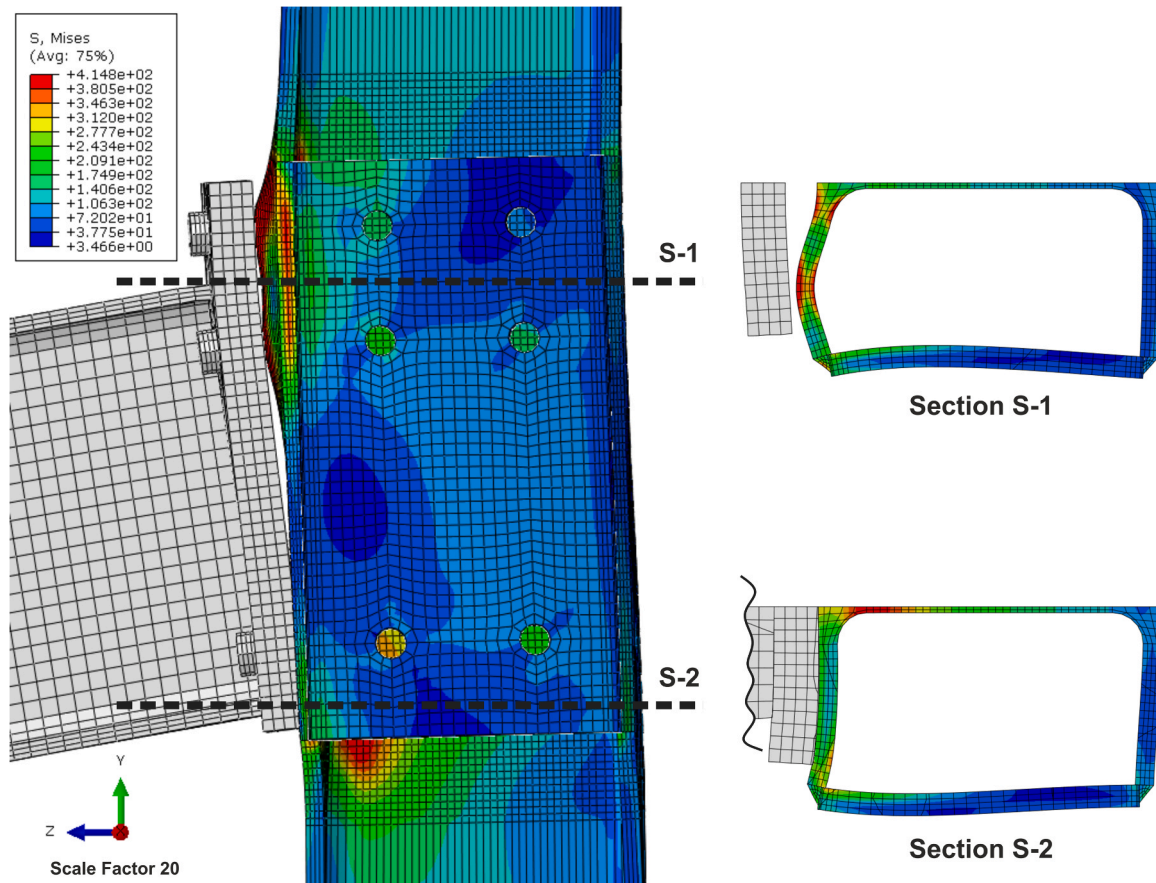 S, Mises
(Avg: 75%)
+4.148e+02
+3.805e+02
+3.463e+02
+3.120e+02
+2.777e+02
+2.434e+02
+2.091e+02
+1.749e+02
+1.406e+02
+1.063e+02
+7.202e+01
+3.775e+01
+3.466e+00
S-1
Section S-1
S-2
Y
Z
X
Scale Factor 20
Section S-2